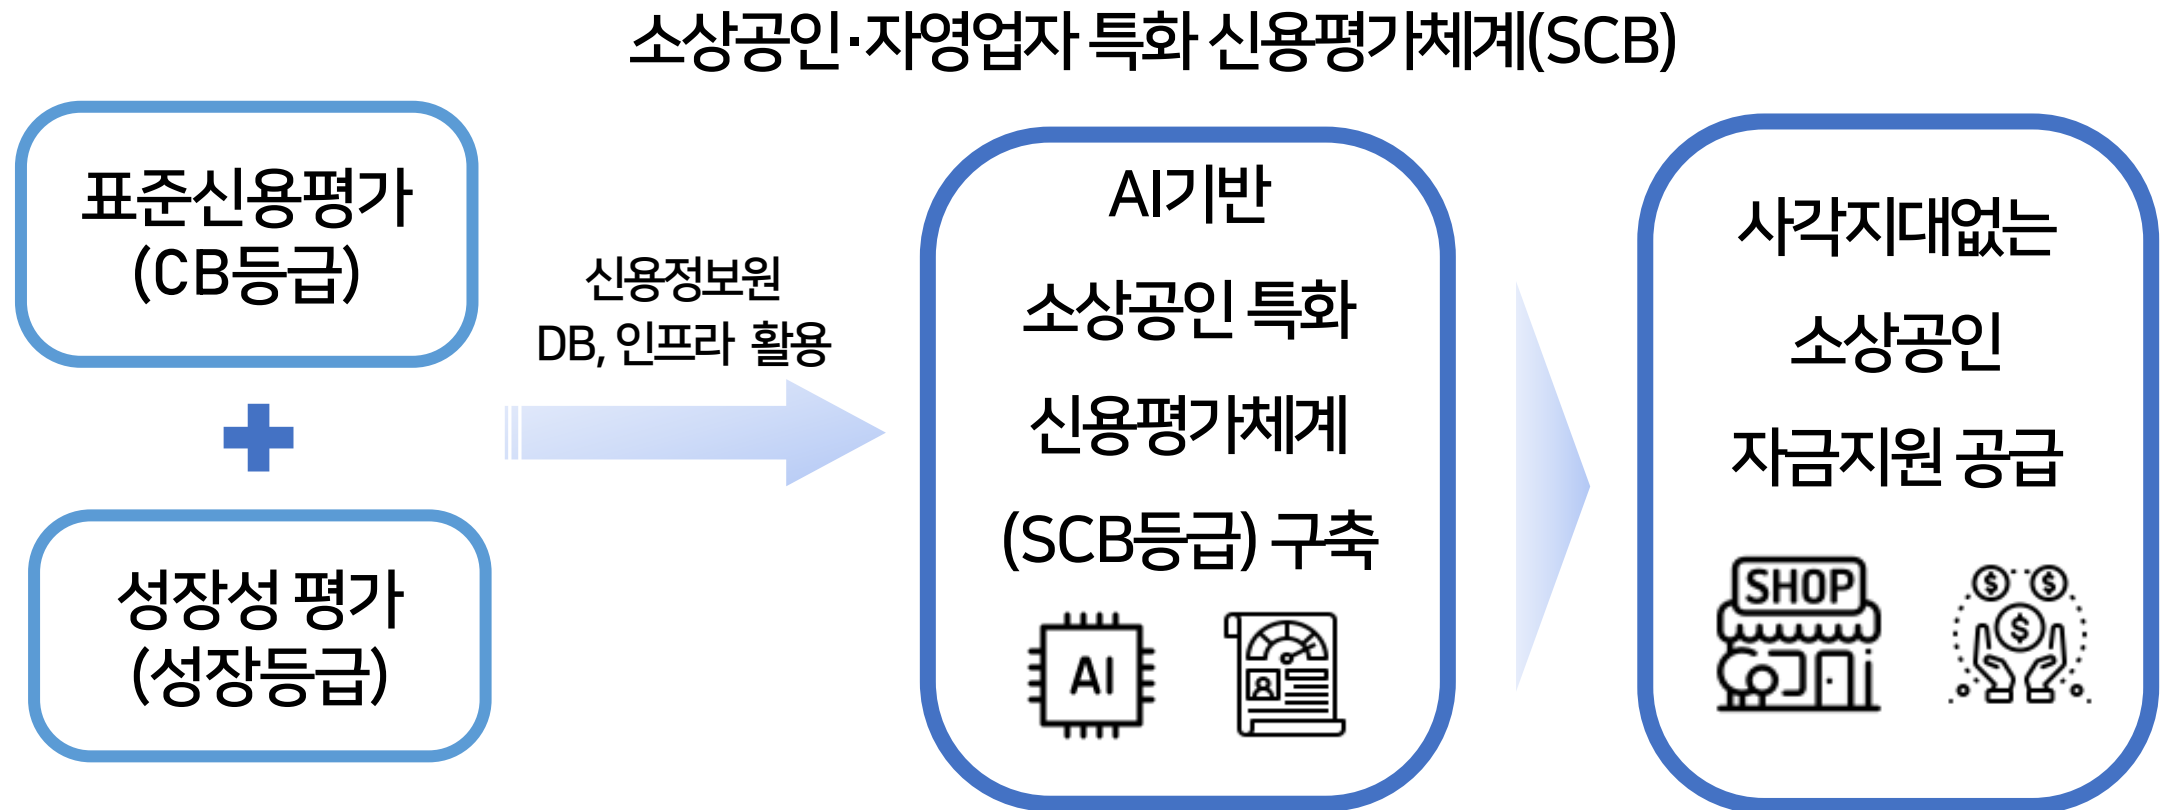 소상공인·자영업자 특화 신용평가체계(SCB)
표준신용평가
(CB등급)
성장성 평가
(성장등급)
신용정보원
DB, 인프라 활용
AI기반
소상공인 특화
신용평가체계
(SCB등급) 구축
AI
사각지대없는
소상공인
자금지원 공급
SHOP